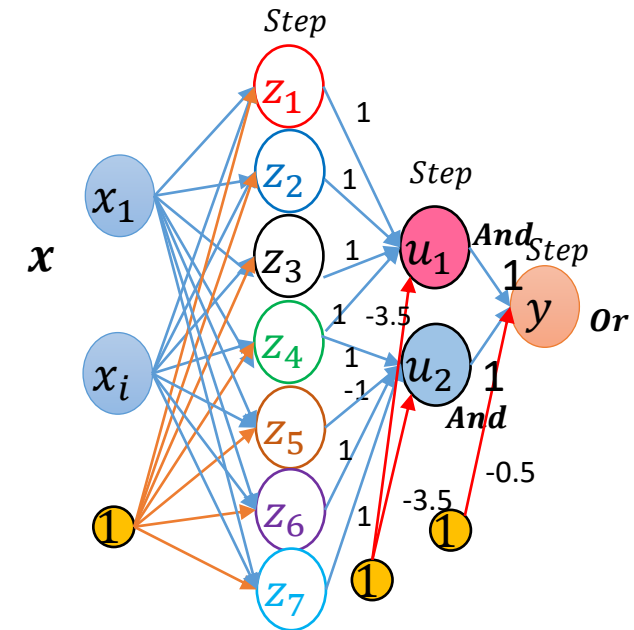 Step
z₁
1
z₂
1
Step
x₁
x
z₃
1
u₁
And
Step
1
y
Or
z₄
1
-3.5
1
xᵢ
u₂
1
-1
And
z₅
1
z₆
-0.5
1
-3.5
1
1
z₇
1